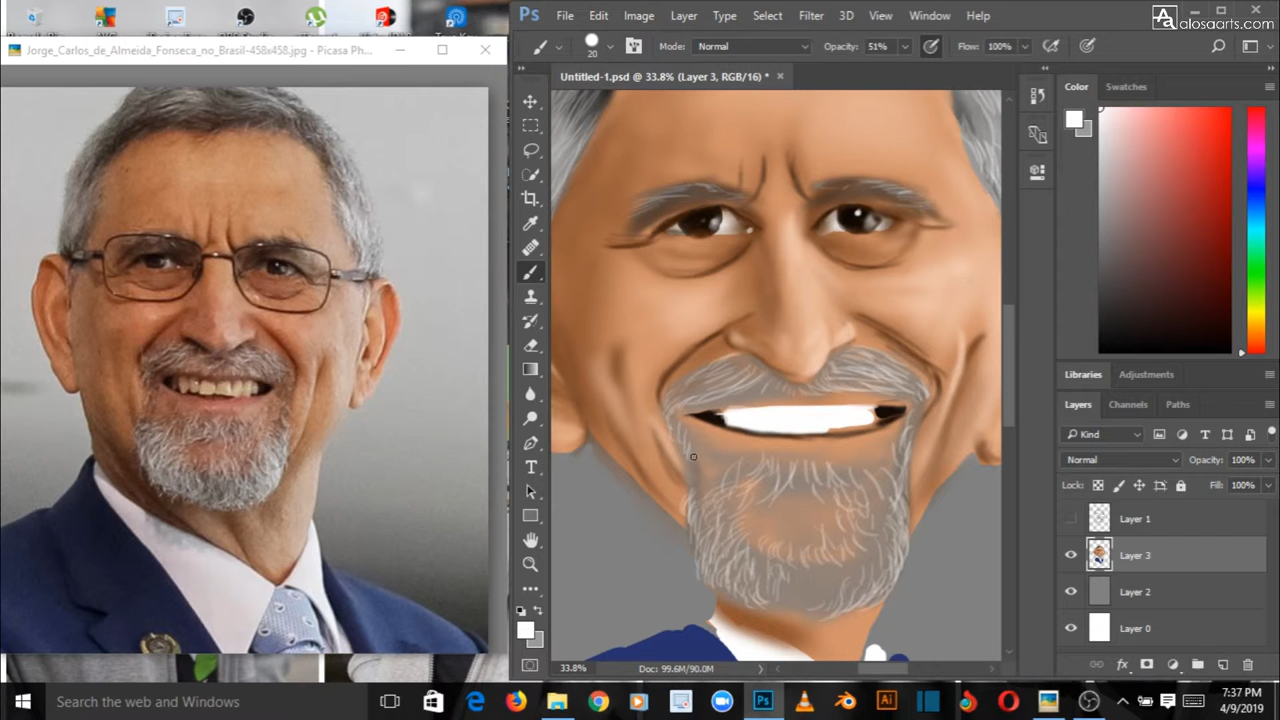 Ps File Edit Image Layer Type Select Filter 3D View Window Help
Aa alosarts.com
Jorge_Carlos_de_Almeida_Fonseca_no_Brasil-458x458.jpg - Picasa Ph...
20 Mode: Normal Opacity: 51% Flow: 100%
Untitled-1.psd @ 33.8% (Layer 3, RGB/16) *
Color Swatches
Libraries Adjustments
Layers Channels Paths
Kind
Normal Opacity: 100%
Lock: Fill: 100%
Layer 1
Layer 3
Layer 2
Layer 0
33.8% Doc: 99.6M/90.0M
Search the web and Windows
7:37 PM
4/9/2019